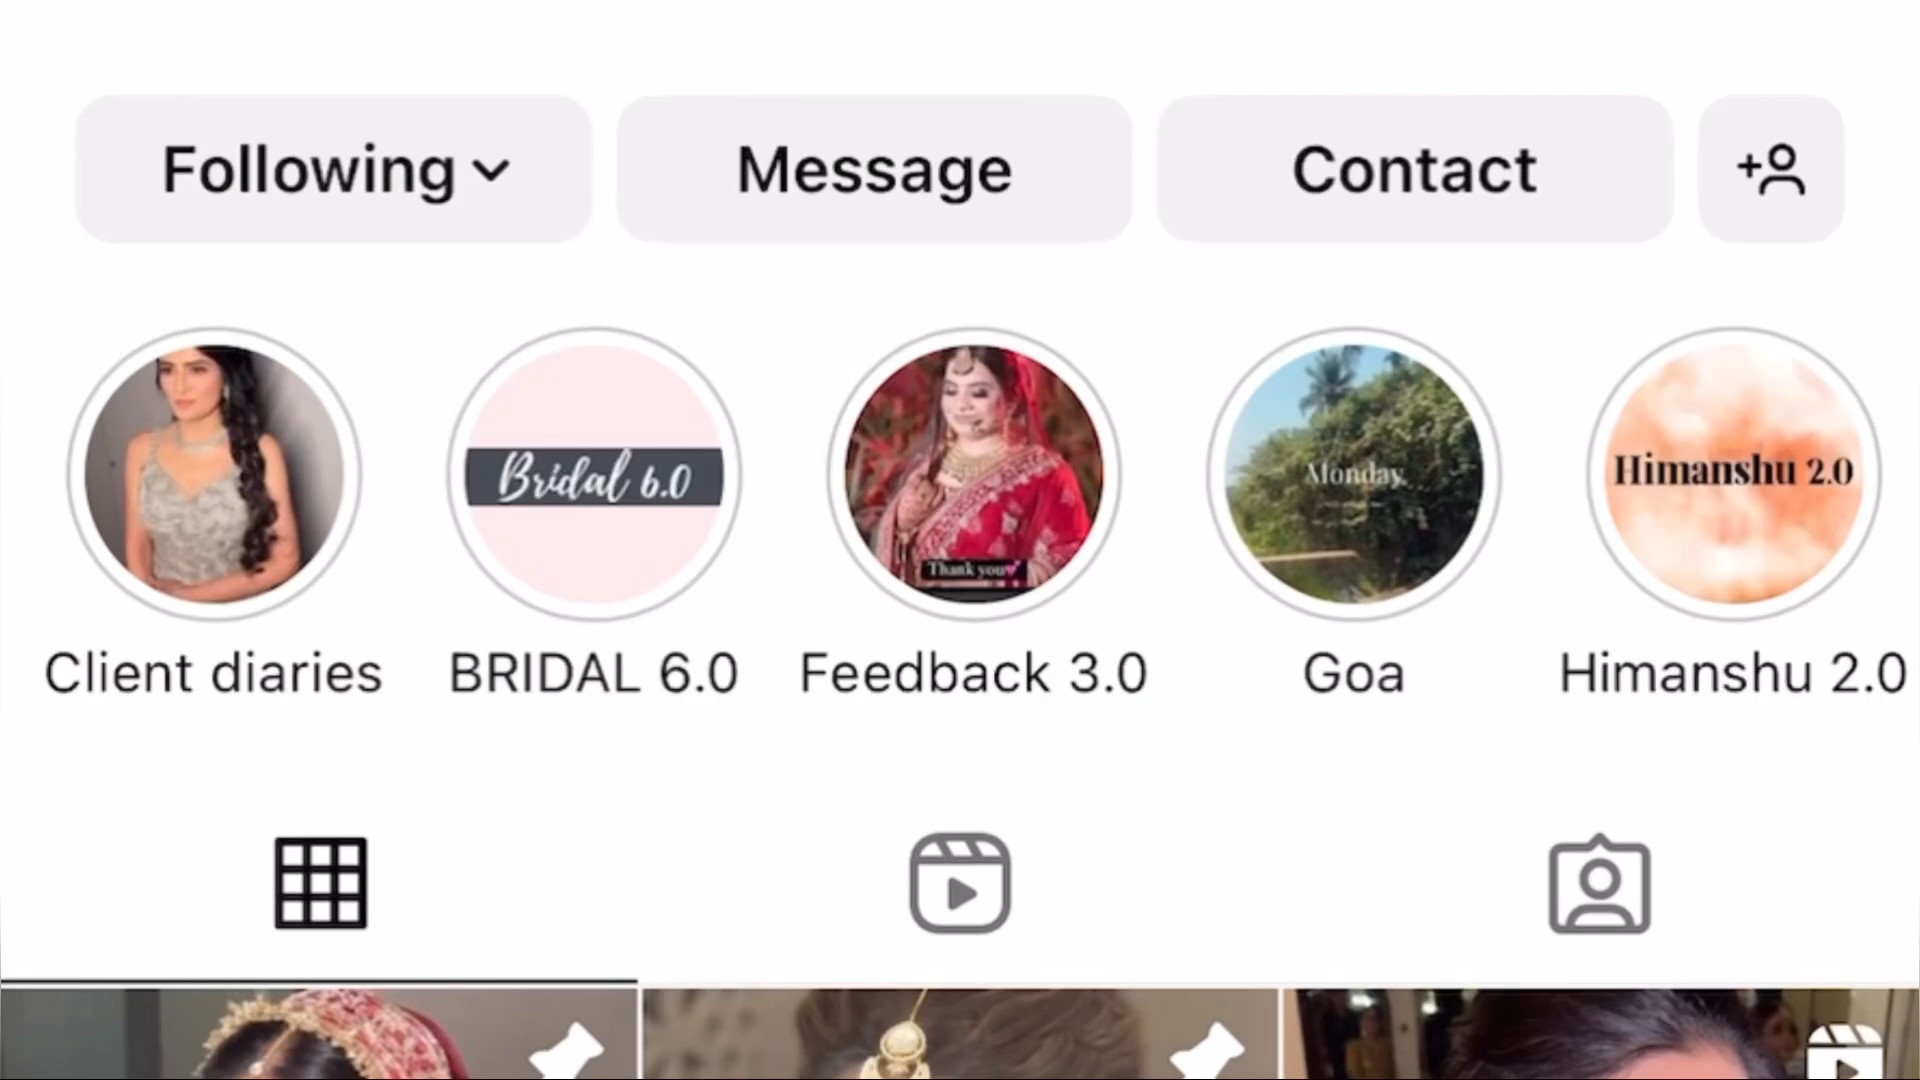 Following
Message
Contact
Bridal 6.0
Thank you
Monday
Himanshu 2.0
Client diaries
BRIDAL 6.0
Feedback 3.0
Goa
Himanshu 2.0